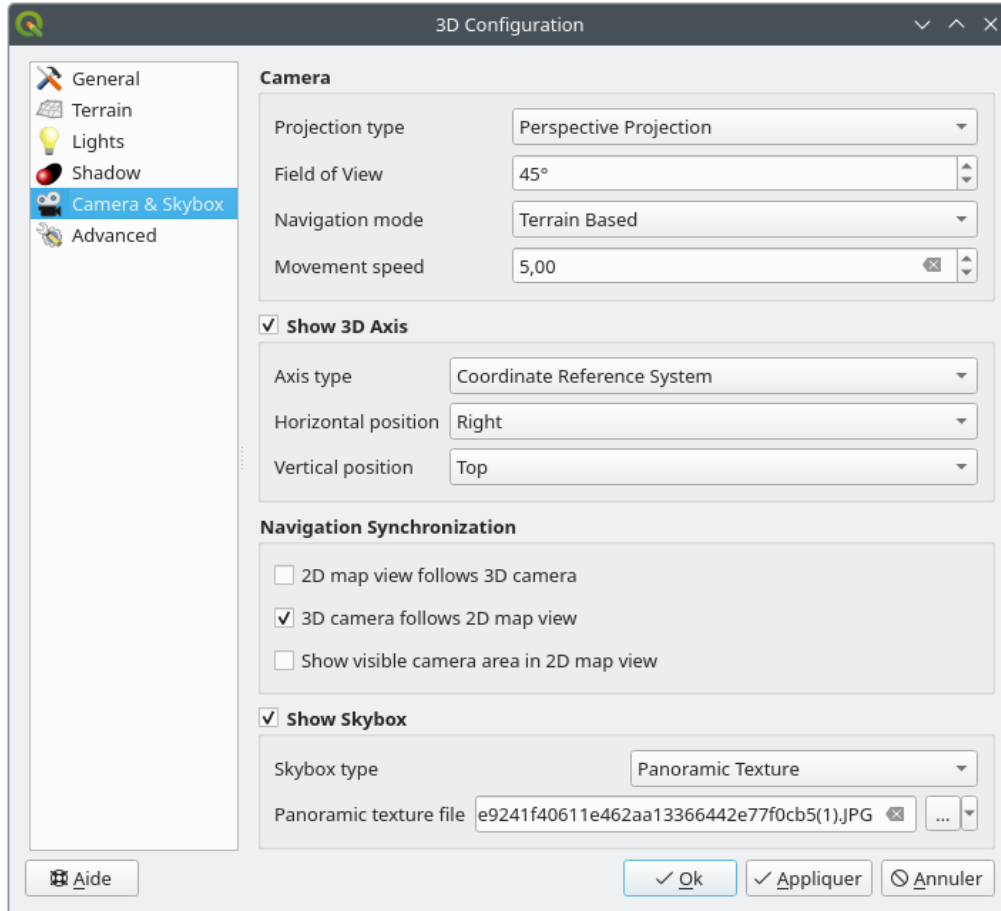 3D Configuration
General
Terrain
Lights
Shadow
Camera & Skybox
Advanced
Camera
Projection type Perspective Projection
Field of View 45°
Navigation mode Terrain Based
Movement speed 5,00
Show 3D Axis
Axis type Coordinate Reference System
Horizontal position Right
Vertical position Top
Navigation Synchronization
2D map view follows 3D camera
3D camera follows 2D map view
Show visible camera area in 2D map view
Show Skybox
Skybox type Panoramic Texture
Panoramic texture file e9241f40611e462aa13366442e77f0cb5(1).JPG ...
Aide Ok Appliquer Annuler